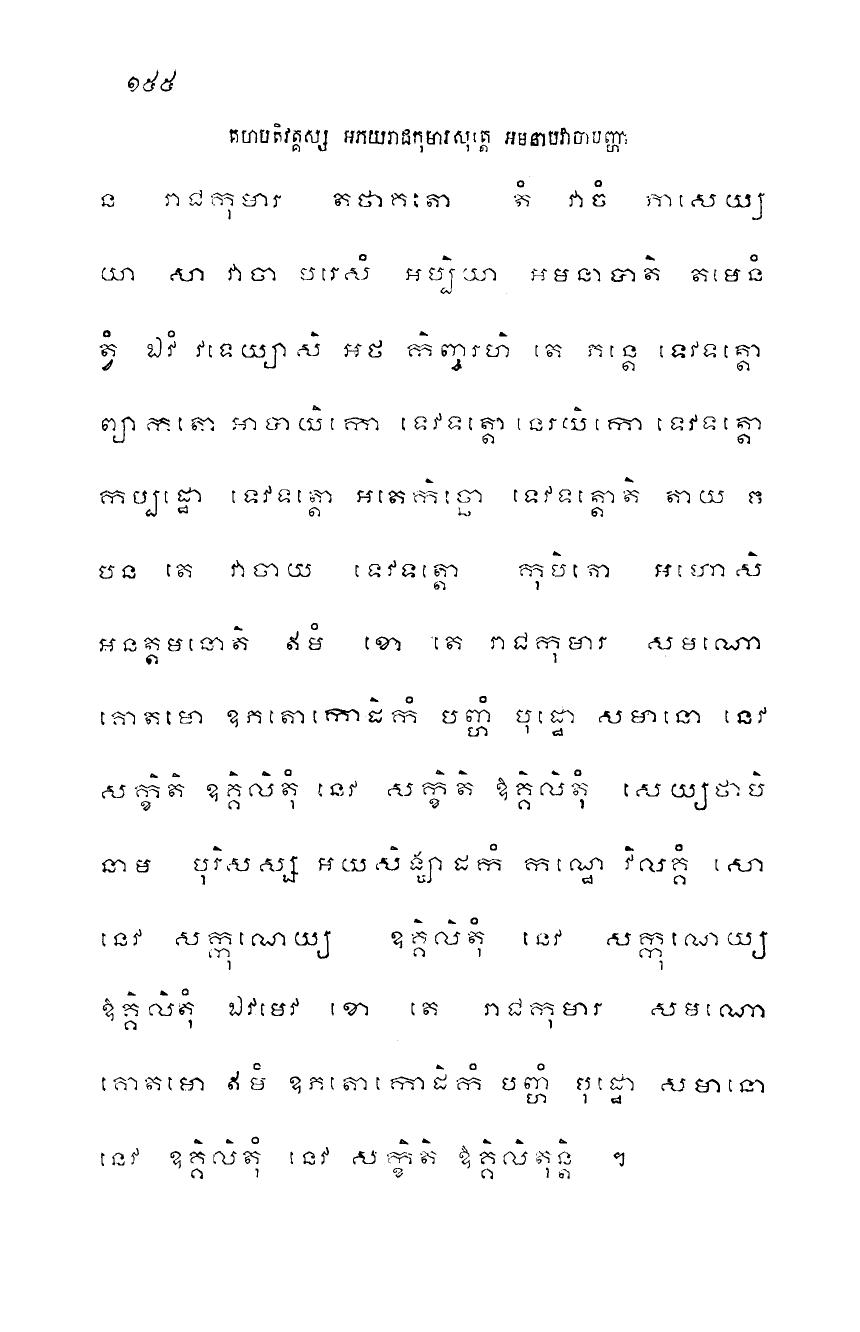 ១៥៥
គហបតិវគ្គស្ស អភយរាជកុមារសុត្តេ អមនាបវាចាបញ្ហា
ន រាជកុមារ តថាគតោ តំ វាចំ ភាសេយ្យ
យា សា វាចា បរេសំ អប្បិយា អមនាបាតិ តមេនំ
ត្វំ ឯវំ វទេយ្យាសិ អថ កិញ្ចរហិ តេ ភន្តេ ទេវទត្តោ
ព្យាកតោ អាបាយិកោ ទេវទត្តោ នេរយិកោ ទេវទត្តោ
កប្បដ្ឋោ ទេវទត្តោ អតេកិច្ឆោ ទេវទត្តោតិ តាយ ច
បន តេ វាចាយ ទេវទត្តោ កុបិតោ អហោសិ
អនត្តមនោតិ ឥមំ ខោ តេ រាជកុមារ សមណោ
គោតមោ ឧភតោកោដិកំ បញ្ហំ បុដ្ឋោ សមានោ នេវ
សក្ខិតិ ឧគ្គិលិតុំ នេវ សក្ខិតិ ឱគ្គិលិតុំ សេយ្យថាបិ
នាម បុរិសស្ស អយសិង្ឃាដកំ កណ្ឋេ វិលគ្គំ សោ
នេវ សក្កុណេយ្យ ឧគ្គិលិតុំ នេវ សក្កុណេយ្យ
ឱគ្គិលិតុំ ឯវមេវ ខោ តេ រាជកុមារ សមណោ
គោតមោ ឥមំ ឧភតោកោដិកំ បញ្ហំ បុដ្ឋោ សមានោ
នេវ ឧគ្គិលិតុំ នេវ សក្ខិតិ ឱគ្គិលិតុន្តិ ។